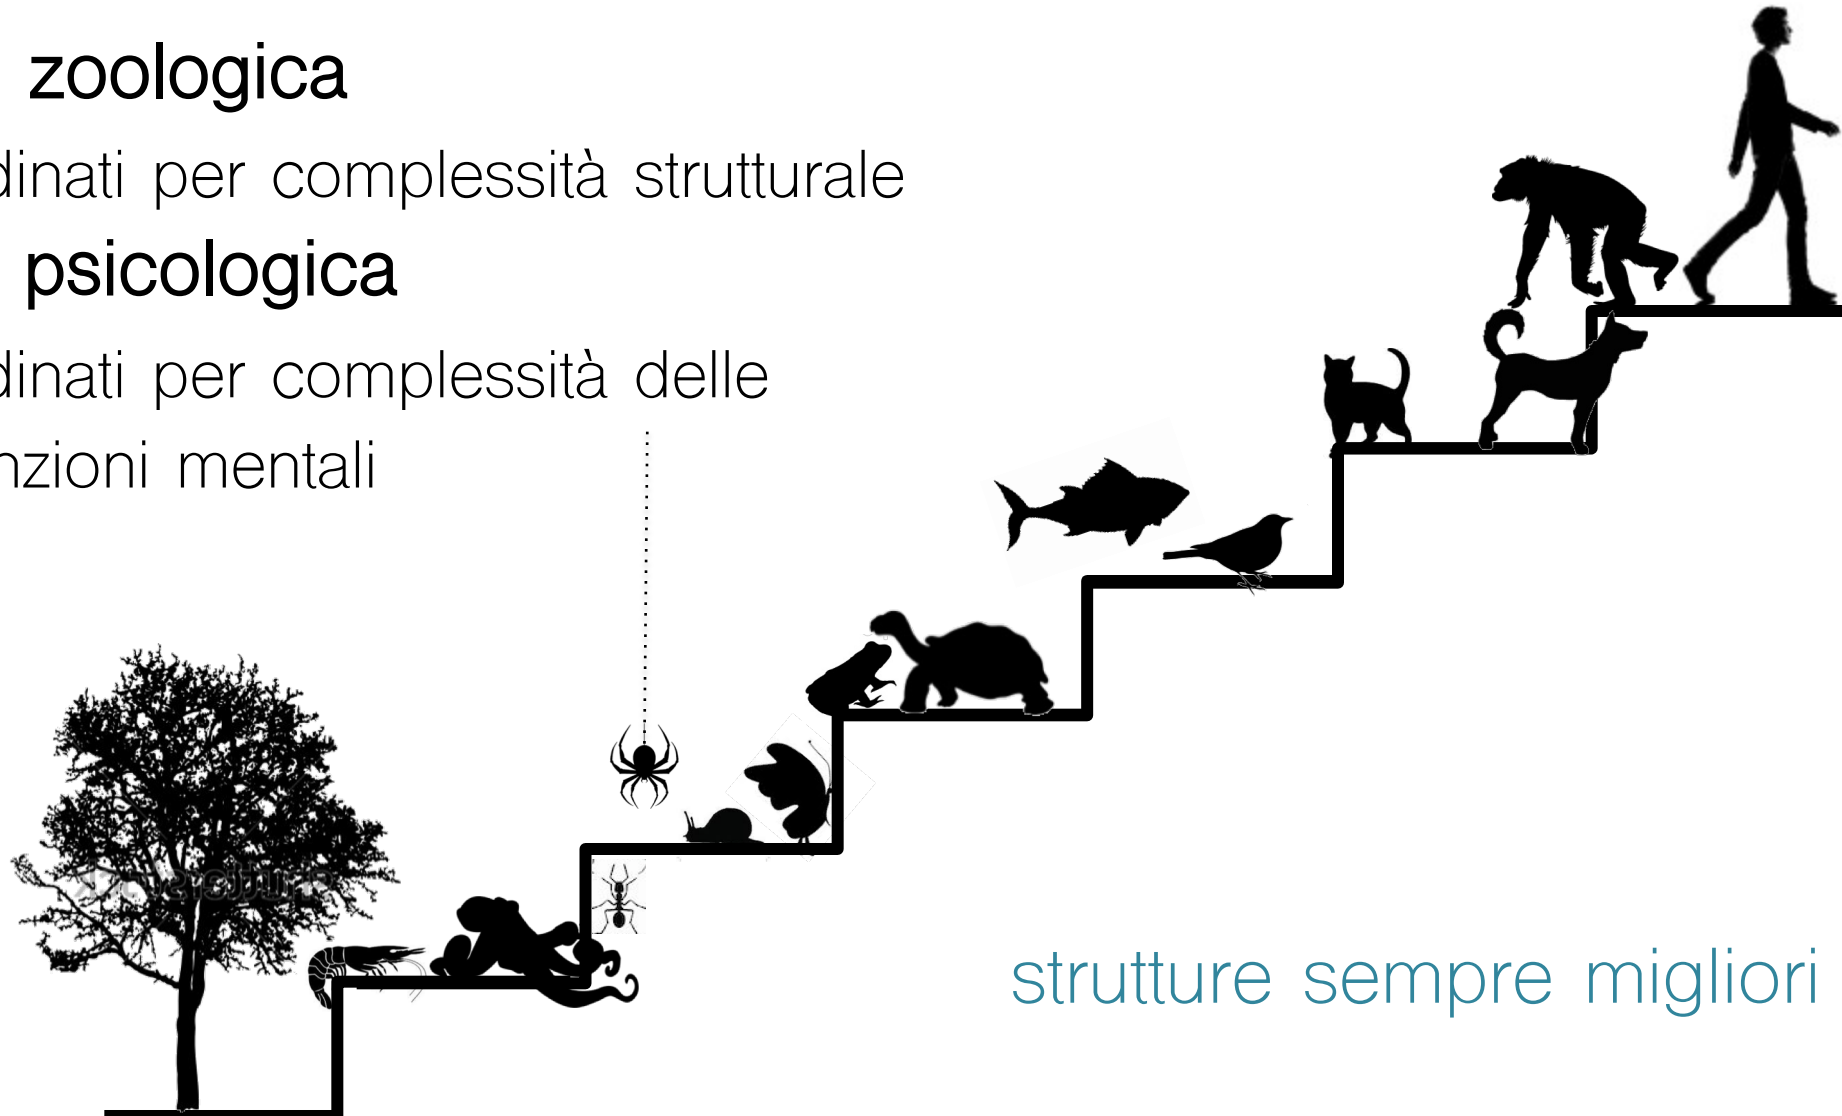 zoologica
dinati per complessità strutturale
psicologica
dinati per complessità delle
nzioni mentali
strutture sempre migliori